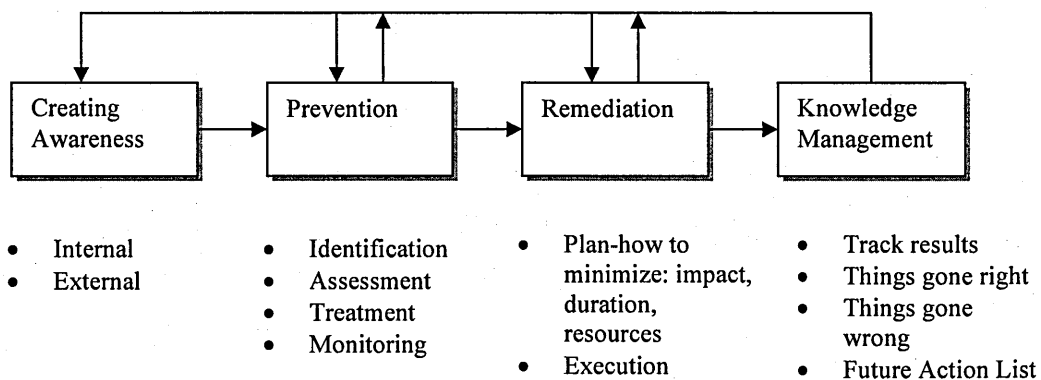 Creating
Awareness
Prevention
Remediation
Knowledge
Management
• Internal
• External
• Identification
• Assessment
• Treatment
• Monitoring
• Plan-how to
minimize: impact,
duration,
resources
• Execution
• Track results
• Things gone right
• Things gone
wrong
• Future Action List